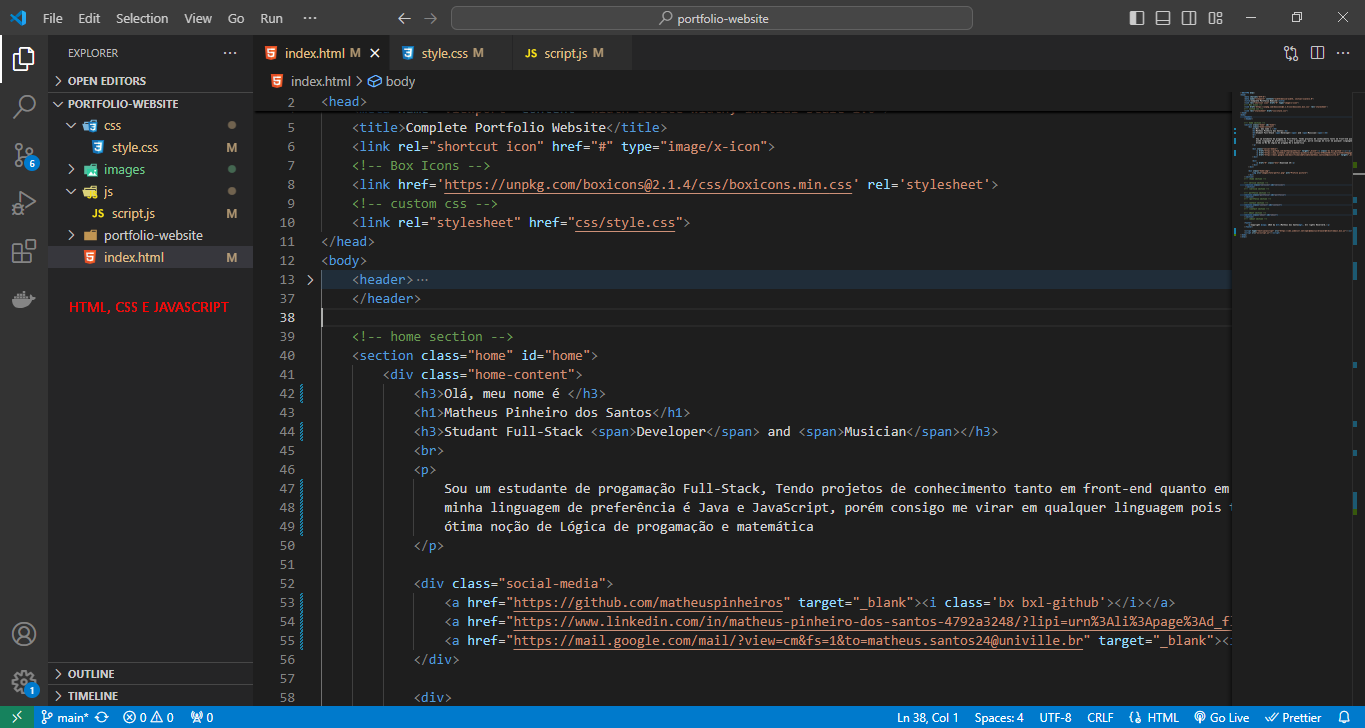 File Edit Selection View Go Run ···
portfolio-website
EXPLORER ···
OPEN EDITORS
PORTFOLIO-WEBSITE
css
style.css M
images
js
JS script.js M
portfolio-website
index.html M
HTML, CSS E JAVASCRIPT
OUTLINE
TIMELINE
6
1
index.html M style.css M JS script.js M
index.html > body
2 <head>
5 <title>Complete Portfolio Website</title>
6 <link rel="shortcut icon" href="#" type="image/x-icon">
7 <!-- Box Icons -->
8 <link href='https://unpkg.com/boxicons@2.1.4/css/boxicons.min.css' rel='stylesheet'>
9 <!-- custom css -->
10 <link rel="stylesheet" href="css/style.css">
11 </head>
12 <body>
13 <header>···
37 </header>
38
39 <!-- home section -->
40 <section class="home" id="home">
41 <div class="home-content">
42 <h3>Olá, meu nome é </h3>
43 <h1>Matheus Pinheiro dos Santos</h1>
44 <h3>Studant Full-Stack <span>Developer</span> and <span>Musician</span></h3>
45 <br>
46 <p>
47 Sou um estudante de progamação Full-Stack, Tendo projetos de conhecimento tanto em front-end quanto em
48 minha linguagem de preferência é Java e JavaScript, porém consigo me virar em qualquer linguagem pois
49 ótima noção de Lógica de progamação e matemática
50 </p>
51
52 <div class="social-media">
53 <a href="https://github.com/matheuspinheiros" target="_blank"><i class='bx bxl-github'></i></a>
54 <a href="https://www.linkedin.com/in/matheus-pinheiro-dos-santos-4792a3248/?lipi=urn%3Ali%3Apage%3Ad_f
55 <a href="https://mail.google.com/mail/?view=cm&fs=1&to=matheus.santos24@univille.br" target="_blank"><
56 </div>
57
58 <div>
main* 0 0 0 Ln 38, Col 1 Spaces: 4 UTF-8 CRLF HTML Go Live Prettier